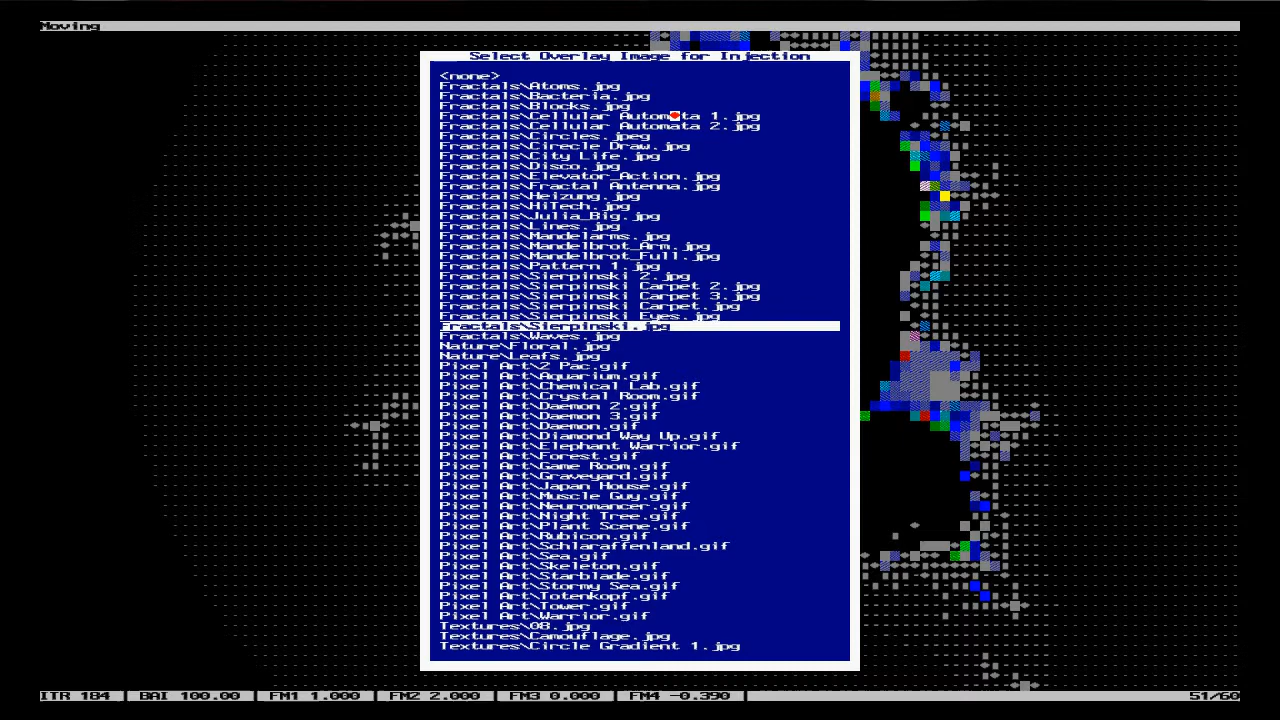 Moving
Select Overlay Image for Injection
<none>
Fractals\Atoms.jpg
Fractals\Bacteria.jpg
Fractals\Blocks.jpg
Fractals\Cellular Automata 1.jpg
Fractals\Cellular Automata 2.jpg
Fractals\Circles.jpeg
Fractals\Cirecle Draw.jpg
Fractals\City Life.jpg
Fractals\Disco.jpg
Fractals\Elevator_Action.jpg
Fractals\Fractal Antenna.jpg
Fractals\Heizung.jpg
Fractals\HiTech.jpg
Fractals\Julia_Big.jpg
Fractals\Lines.jpg
Fractals\Mandelarms.jpg
Fractals\Mandelbrot_Arm.jpg
Fractals\Mandelbrot_Full.jpg
Fractals\Pattern 1.jpg
Fractals\Sierpinski 2.jpg
Fractals\Sierpinski Carpet 2.jpg
Fractals\Sierpinski Carpet 3.jpg
Fractals\Sierpinski Carpet.jpg
Fractals\Sierpinski Eyes.jpg
Fractals\Sierpinski.jpg
Fractals\Waves.jpg
Nature\Floral.jpg
Nature\Leafs.jpg
Pixel Art\2 Pac.gif
Pixel Art\Aquarium.gif
Pixel Art\Chemical Lab.gif
Pixel Art\Crystal Room.gif
Pixel Art\Daemon 2.gif
Pixel Art\Daemon 3.gif
Pixel Art\Daemon.gif
Pixel Art\Diamond Way Up.gif
Pixel Art\Elephant Warrior.gif
Pixel Art\Forest.gif
Pixel Art\Game Room.gif
Pixel Art\Graveyard.gif
Pixel Art\Japan House.gif
Pixel Art\Muscle Guy.gif
Pixel Art\Neuromancer.gif
Pixel Art\Night Tree.gif
Pixel Art\Plant Scene.gif
Pixel Art\Rubicon.gif
Pixel Art\Schlaraffenland.gif
Pixel Art\Sea.gif
Pixel Art\Skeleton.gif
Pixel Art\Starblade.gif
Pixel Art\Stormy Sea.gif
Pixel Art\Totenkopf.gif
Pixel Art\Tower.gif
Pixel Art\Warrior.gif
Textures\08.jpg
Textures\Camouflage.jpg
Textures\Circle Gradient 1.jpg
ITR 184 | BAI 100.00 | FM1 1.000 | FM2 2.000 | FM3 0.000 | FM4 -0.390 | 51/60